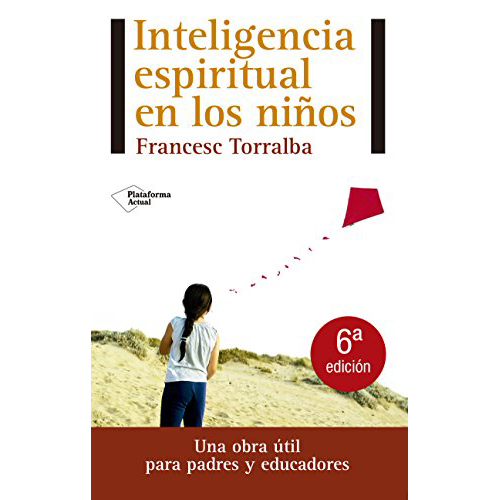 Inteligencia
espiritual
en los niños
Francesc Torralba
Plataforma
Actual
6ª
edición
Una obra útil
para padres y educadores